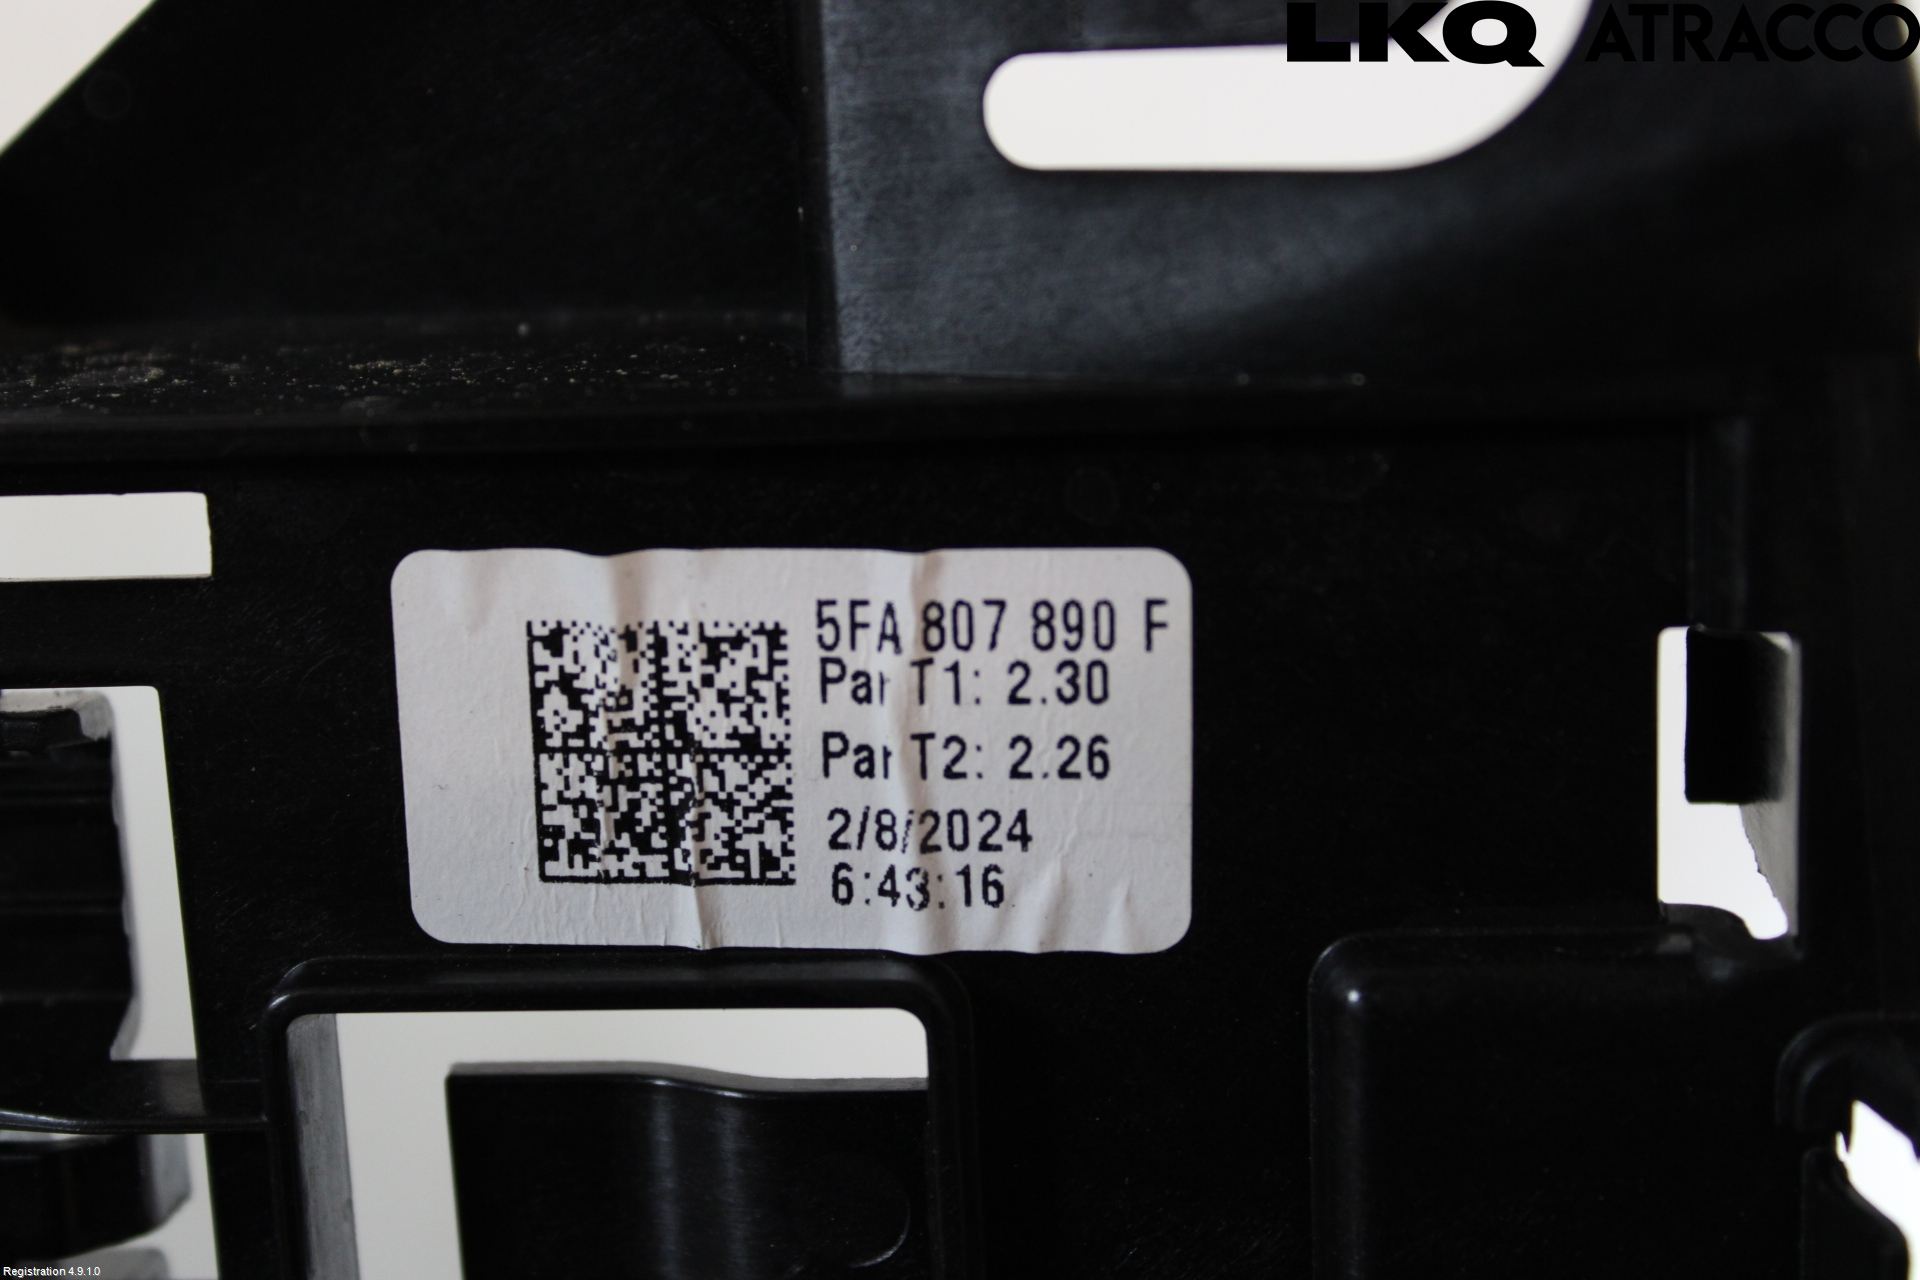 LKQ ATRACCO
5FA 807 890 F
Par T1: 2.30
Par T2: 2.26
2/8/2024
6:43:16
Registration 4.9.1.0